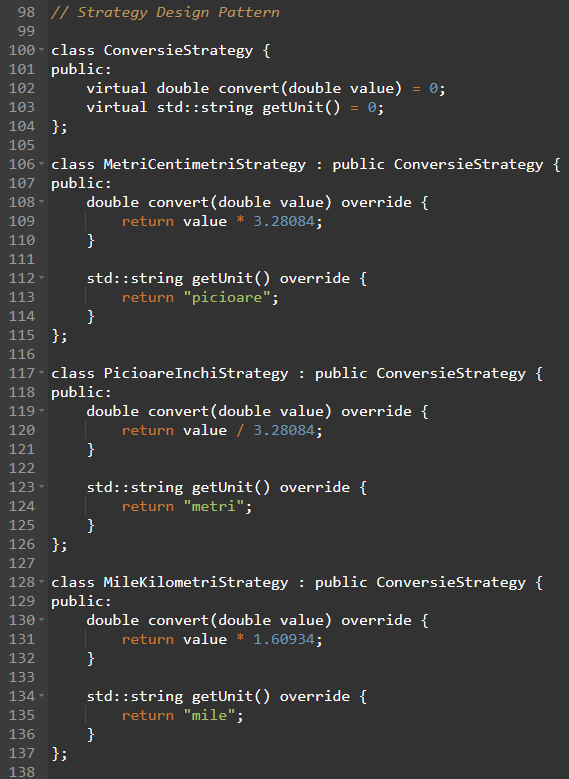 98 // Strategy Design Pattern
99
100 class ConversieStrategy {
101 public:
102     virtual double convert(double value) = 0;
103     virtual std::string getUnit() = 0;
104 };
105
106 class MetriCentimetriStrategy : public ConversieStrategy {
107 public:
108     double convert(double value) override {
109         return value * 3.28084;
110     }
111
112     std::string getUnit() override {
113         return "picioare";
114     }
115 };
116
117 class PicioareInchiStrategy : public ConversieStrategy {
118 public:
119     double convert(double value) override {
120         return value / 3.28084;
121     }
122
123     std::string getUnit() override {
124         return "metri";
125     }
126 };
127
128 class MileKilometriStrategy : public ConversieStrategy {
129 public:
130     double convert(double value) override {
131         return value * 1.60934;
132     }
133
134     std::string getUnit() override {
135         return "mile";
136     }
137 };
138